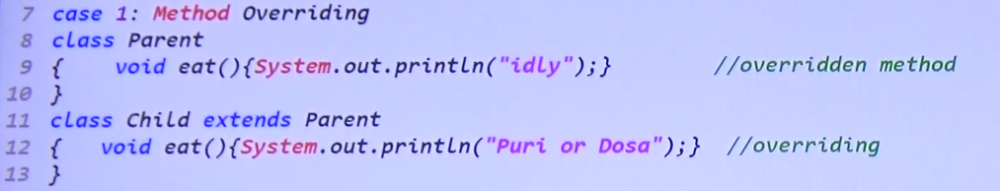 7 case 1: Method Overriding
8 class Parent
9 { void eat(){System.out.println("idly");} //overridden method
10 }
11 class Child extends Parent
12 { void eat(){System.out.println("Puri or Dosa");} //overriding
13 }